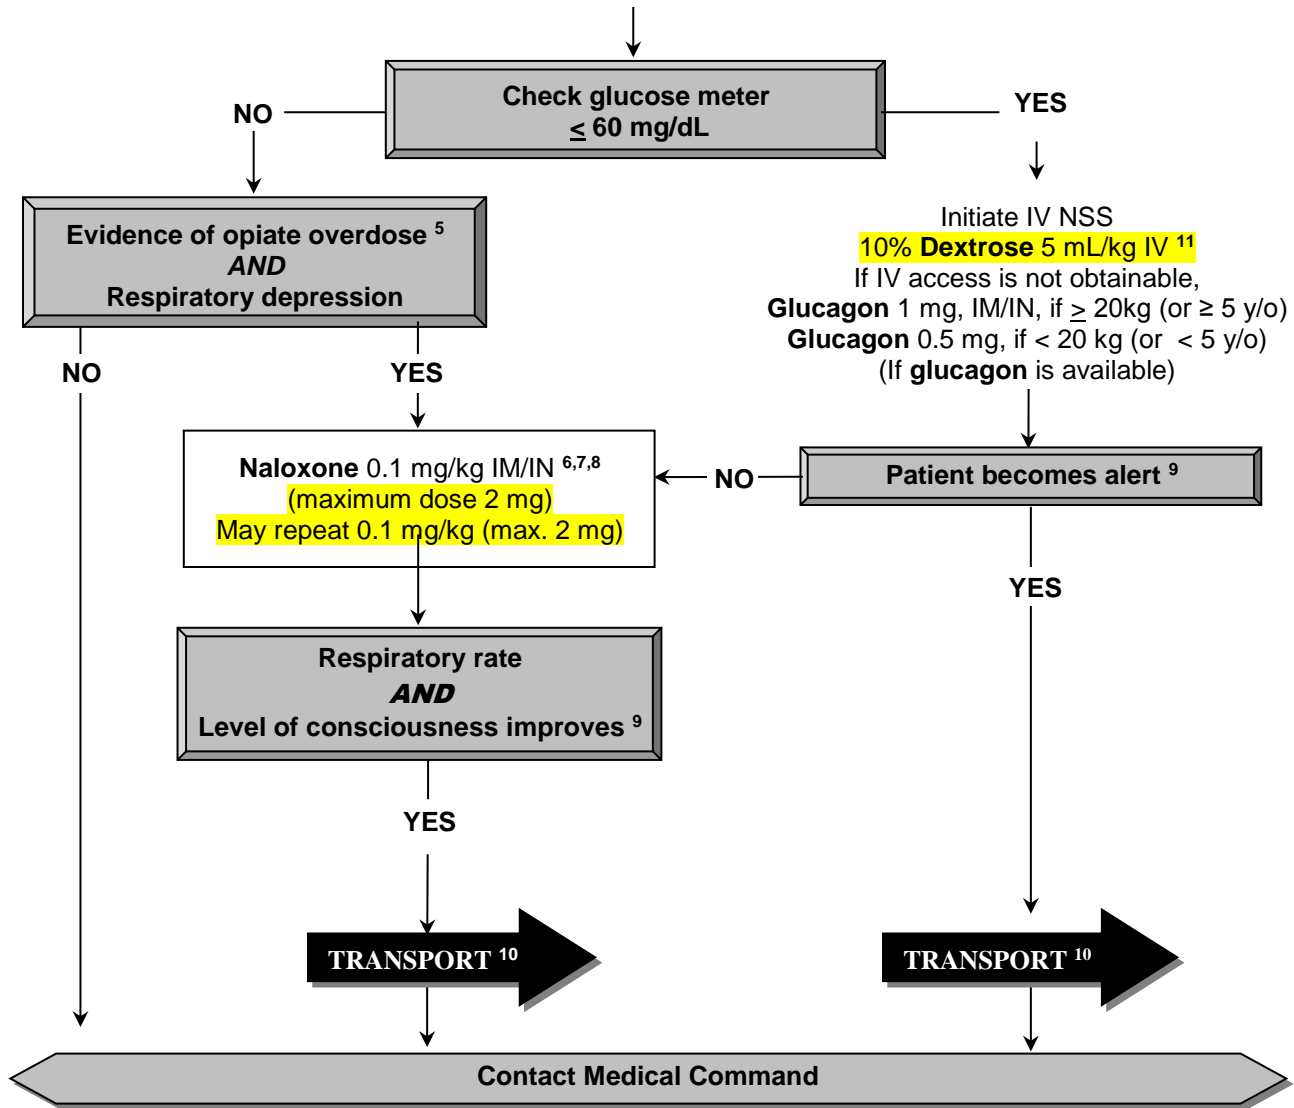 Check glucose meter
≤ 60 mg/dL
NO
YES
Evidence of opiate overdose 5
AND
Respiratory depression
Initiate IV NSS
10% Dextrose 5 mL/kg IV 11
If IV access is not obtainable,
Glucagon 1 mg, IM/IN, if ≥ 20kg (or ≥ 5 y/o)
Glucagon 0.5 mg, if < 20 kg (or < 5 y/o)
(If glucagon is available)
NO
YES
Naloxone 0.1 mg/kg IM/IN 6,7,8
(maximum dose 2 mg)
May repeat 0.1 mg/kg (max. 2 mg)
NO
Patient becomes alert 9
YES
Respiratory rate
AND
Level of consciousness improves 9
YES
TRANSPORT 10
TRANSPORT 10
Contact Medical Command